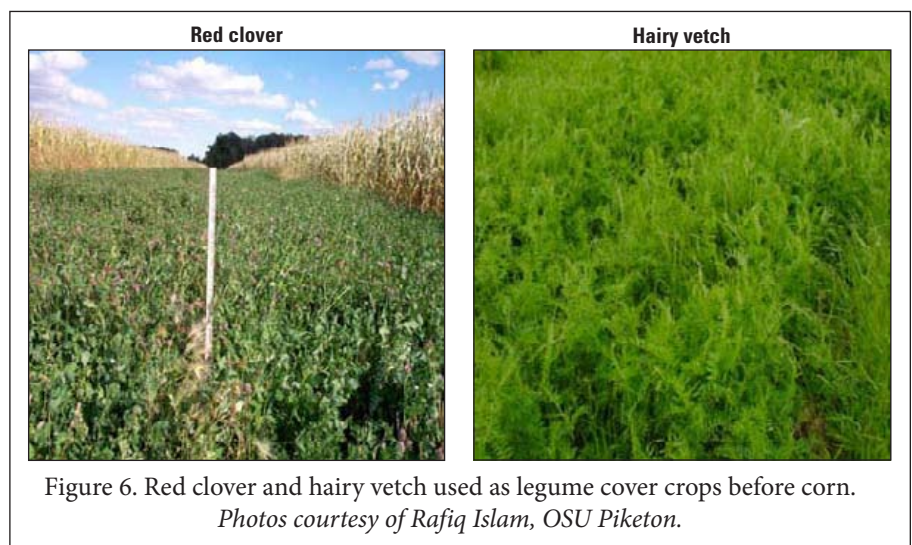 Red clover
Hairy vetch
Figure 6. Red clover and hairy vetch used as legume cover crops before corn.
Photos courtesy of Rafiq Islam, OSU Piketon.